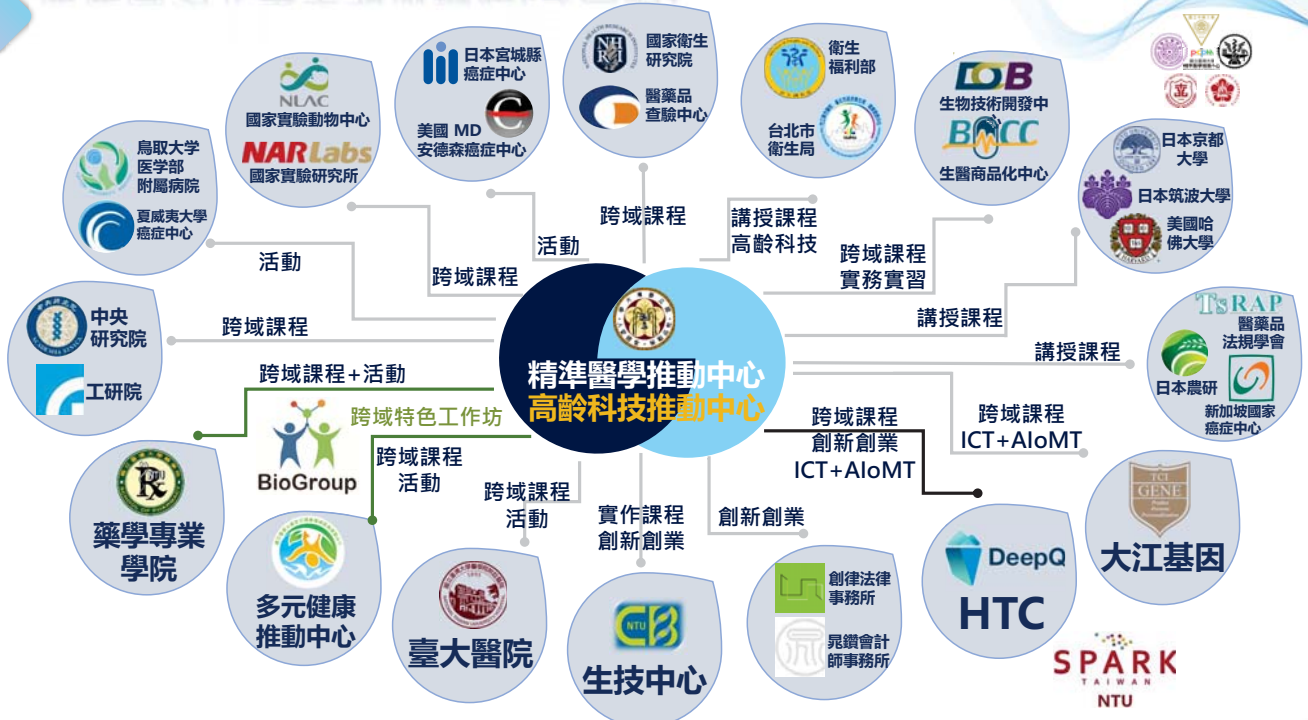 日本宮城縣
癌症中心
美國 MD
安德森癌症中心
國家衛生
研究院
醫藥品
查驗中心
衛生
福利部
台北市
衛生局
DCB
生物技術開發中
BMCC
生醫商品化中心
NLAC
國家實驗動物中心
NARLabs
國家實驗研究所
鳥取大学
医学部
附屬病院
夏威夷大學
癌症中心
日本京都
大學
日本筑波大學
美國哈
佛大學
HARVARD
活動
跨域課程
活動
跨域課程
講授課程
高齡科技
跨域課程
實務實習
講授課程
中央
研究院
工研院
跨域課程
精準醫學推動中心
高齡科技推動中心
講授課程
TsRAP
醫藥品
法規學會
日本農研
新加坡國家
癌症中心
跨域課程+活動
BioGroup
跨域特色工作坊
跨域課程
活動
跨域課程
活動
實作課程
創新創業
創新創業
跨域課程
創新創業
ICT+AIoMT
跨域課程
ICT+AIoMT
藥學專業
學院
多元健康
推動中心
臺大醫院
NTU
CB
生技中心
創律法律
事務所
晁鑽會計
師事務所
DeepQ
HTC
TCI
GENE
大江基因
SPARK
TAIWAN
NTU